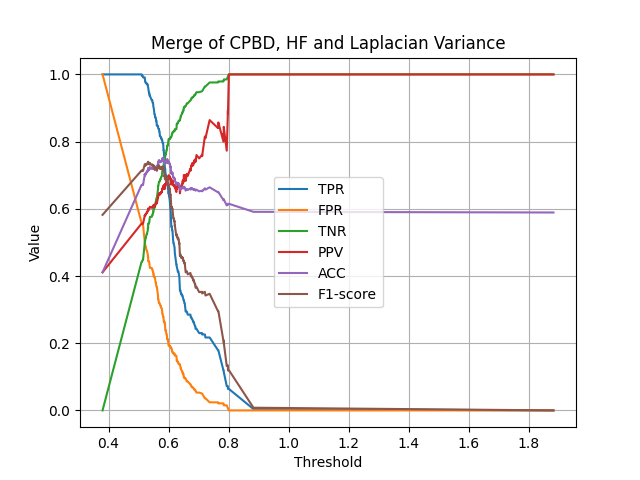 Merge of CPBD, HF and Laplacian Variance
1.0
0.8
0.6
0.4
0.2
0.0
Value
TPR
FPR
TNR
PPV
ACC
F1-score
0.4 0.6 0.8 1.0 1.2 1.4 1.6 1.8
Threshold